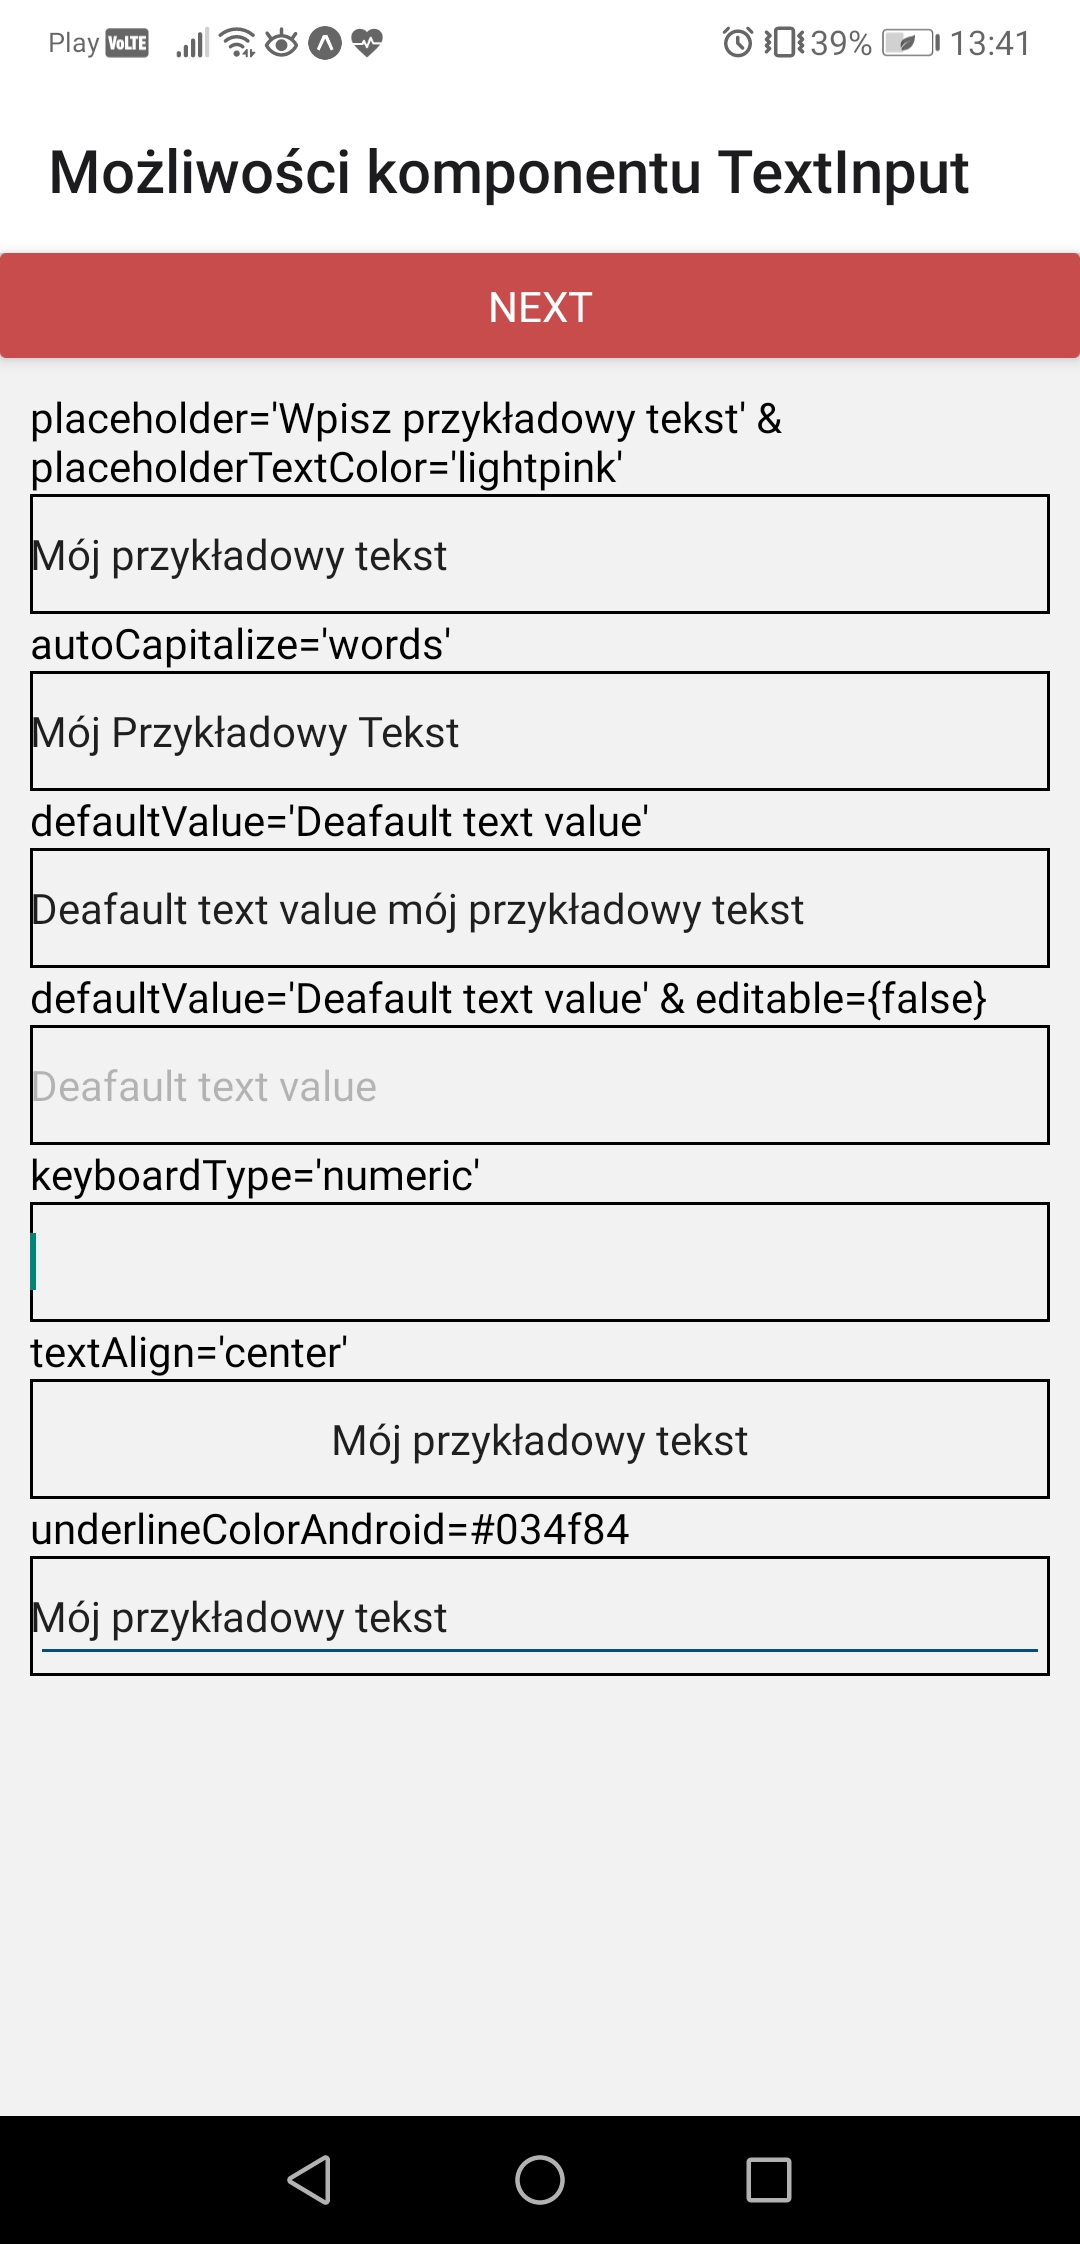 Play VoLTE 39% 13:41
Możliwości komponentu TextInput
NEXT
placeholder='Wpisz przykładowy tekst' &
placeholderTextColor='lightpink'
Mój przykładowy tekst
autoCapitalize='words'
Mój Przykładowy Tekst
defaultValue='Deafault text value'
Deafault text value mój przykładowy tekst
defaultValue='Deafault text value' & editable={false}
Deafault text value
keyboardType='numeric'
textAlign='center'
Mój przykładowy tekst
underlineColorAndroid=#034f84
Mój przykładowy tekst